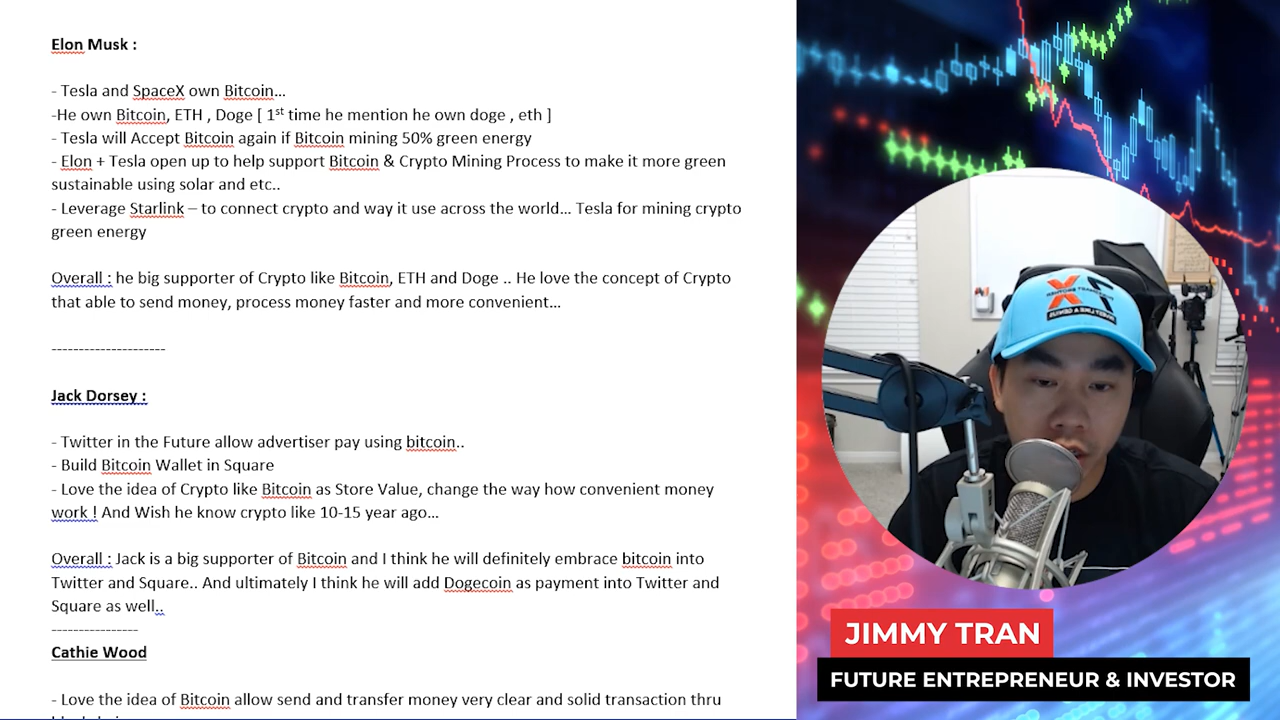 Elon Musk :
- Tesla and SpaceX own Bitcoin...
-He own Bitcoin, ETH , Doge [ 1st time he mention he own doge , eth ]
- Tesla will Accept Bitcoin again if Bitcoin mining 50% green energy
- Elon + Tesla open up to help support Bitcoin & Crypto Mining Process to make it more green
sustainable using solar and etc..
- Leverage Starlink – to connect crypto and way it use across the world... Tesla for mining crypto
green energy
Overall : he big supporter of Crypto like Bitcoin, ETH and Doge .. He love the concept of Crypto
that able to send money, process money faster and more convenient...
---------------------
Jack Dorsey :
- Twitter in the Future allow advertiser pay using bitcoin..
- Build Bitcoin Wallet in Square
- Love the idea of Crypto like Bitcoin as Store Value, change the way how convenient money
work ! And Wish he know crypto like 10-15 year ago...
Overall : Jack is a big supporter of Bitcoin and I think he will definitely embrace bitcoin into
Twitter and Square.. And ultimately I think he will add Dogecoin as payment into Twitter and
Square as well..
----------------
Cathie Wood
- Love the idea of Bitcoin allow send and transfer money very clear and solid transaction thru
JIMMY TRAN
FUTURE ENTREPRENEUR & INVESTOR